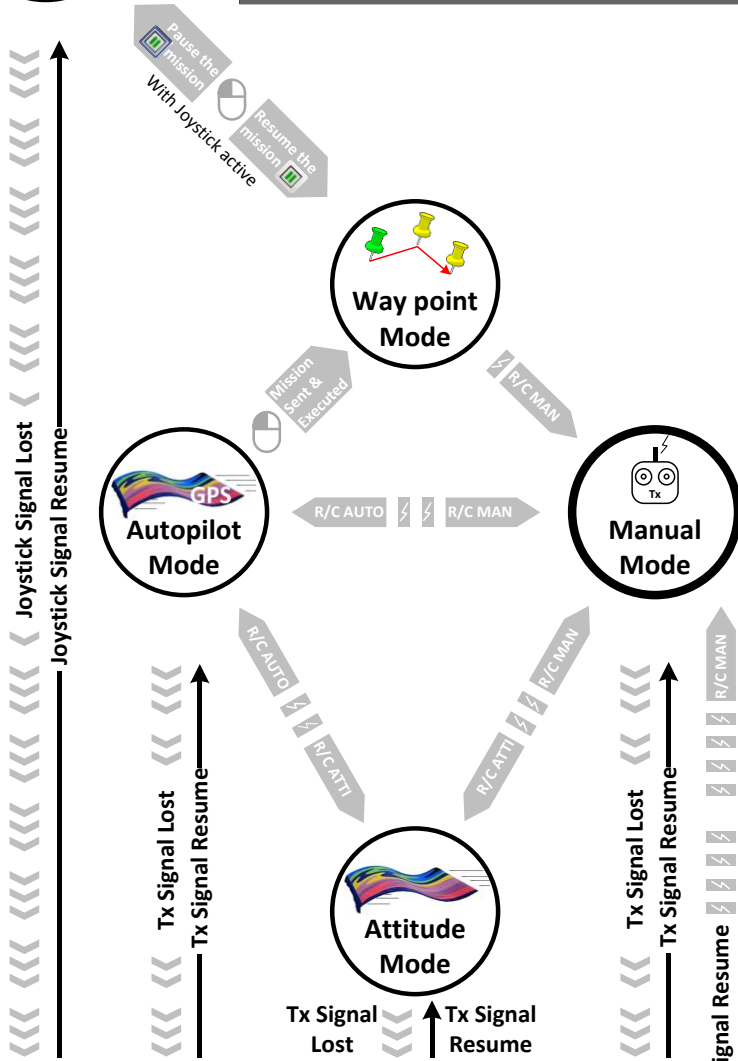 Pause the
mission
With Joystick active
Resume the
mission
Way point
Mode
Mission
Sent &
Executed
R/C MAN
Joystick Signal Lost
Joystick Signal Resume
GPS
Autopilot
Mode
R/C AUTO
R/C MAN
Tx
Manual
Mode
R/C AUTO
R/C ATTI
R/C MAN
R/C ATTI
R/C MAN
Tx Signal Lost
Tx Signal Resume
Tx Signal Lost
Tx Signal Resume
Attitude
Mode
Tx Signal
Lost
Tx Signal
Resume
ignal Resume